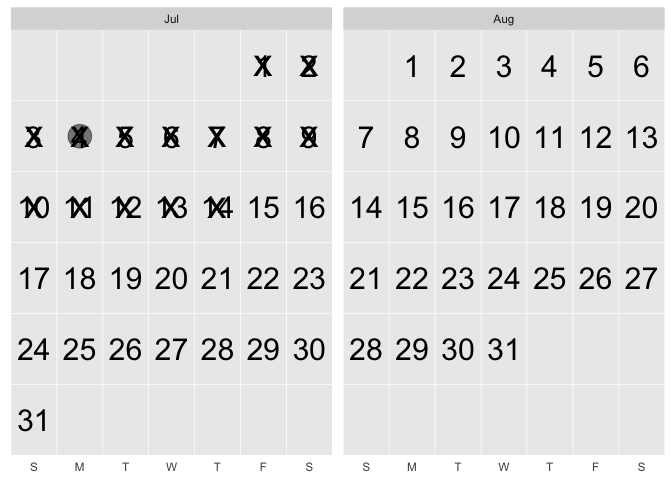 Jul
1 2
3 4 5 6 7 8 9
10 11 12 13 14 15 16
17 18 19 20 21 22 23
24 25 26 27 28 29 30
31
S M T W T F S
Aug
1 2 3 4 5 6
7 8 9 10 11 12 13
14 15 16 17 18 19 20
21 22 23 24 25 26 27
28 29 30 31
S M T W T F S